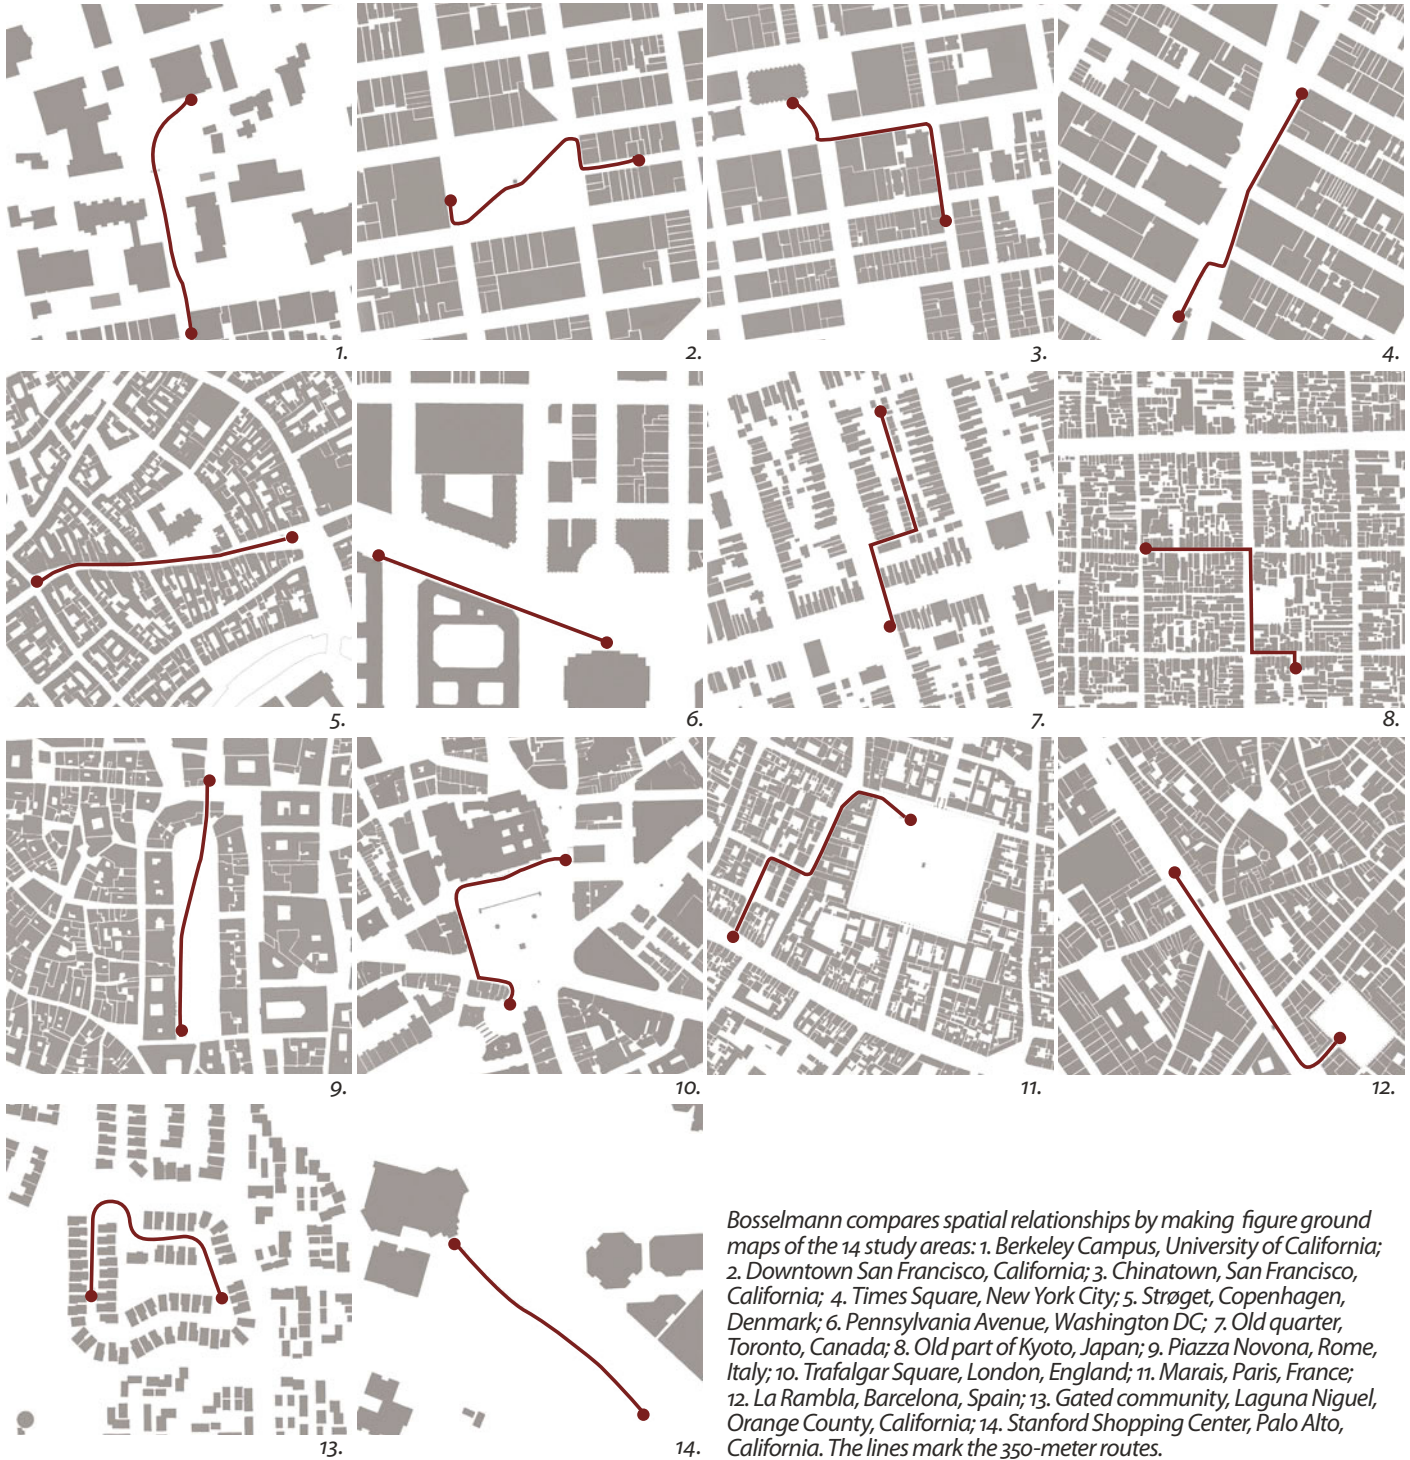 1.
2.
3.
4.
5.
6.
7.
8.
9.
10.
11.
12.
13.
14.
Bosselmann compares spatial relationships by making figure ground
maps of the 14 study areas: 1. Berkeley Campus, University of California;
2. Downtown San Francisco, California; 3. Chinatown, San Francisco,
California; 4. Times Square, New York City; 5. Strøget, Copenhagen,
Denmark; 6. Pennsylvania Avenue, Washington DC; 7. Old quarter,
Toronto, Canada; 8. Old part of Kyoto, Japan; 9. Piazza Novona, Rome,
Italy; 10. Trafalgar Square, London, England; 11. Marais, Paris, France;
12. La Rambla, Barcelona, Spain; 13. Gated community, Laguna Niguel,
Orange County, California; 14. Stanford Shopping Center, Palo Alto,
California. The lines mark the 350-meter routes.